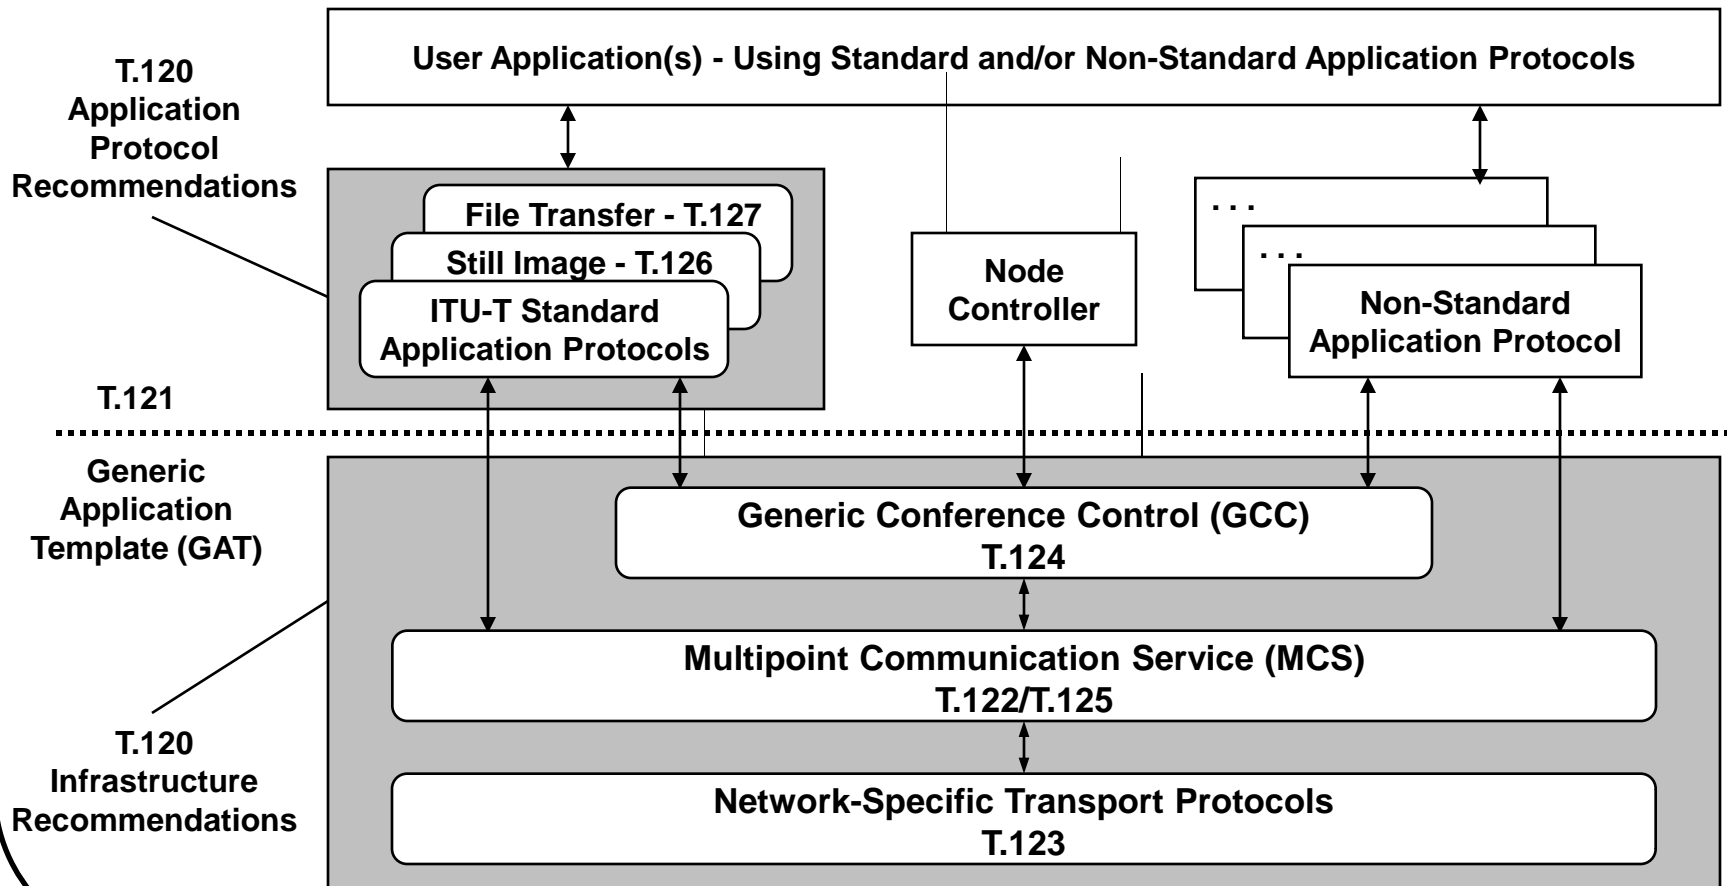 User Application(s) - Using Standard and/or Non-Standard Application Protocols
T.120
Application
Protocol
Recommendations
File Transfer - T.127
Still Image - T.126
ITU-T Standard
Application Protocols
Node
Controller
. . .
. . .
Non-Standard
Application Protocol
T.121
Generic
Application
Template (GAT)
Generic Conference Control (GCC)
T.124
Multipoint Communication Service (MCS)
T.122/T.125
T.120
Infrastructure
Recommendations
Network-Specific Transport Protocols
T.123